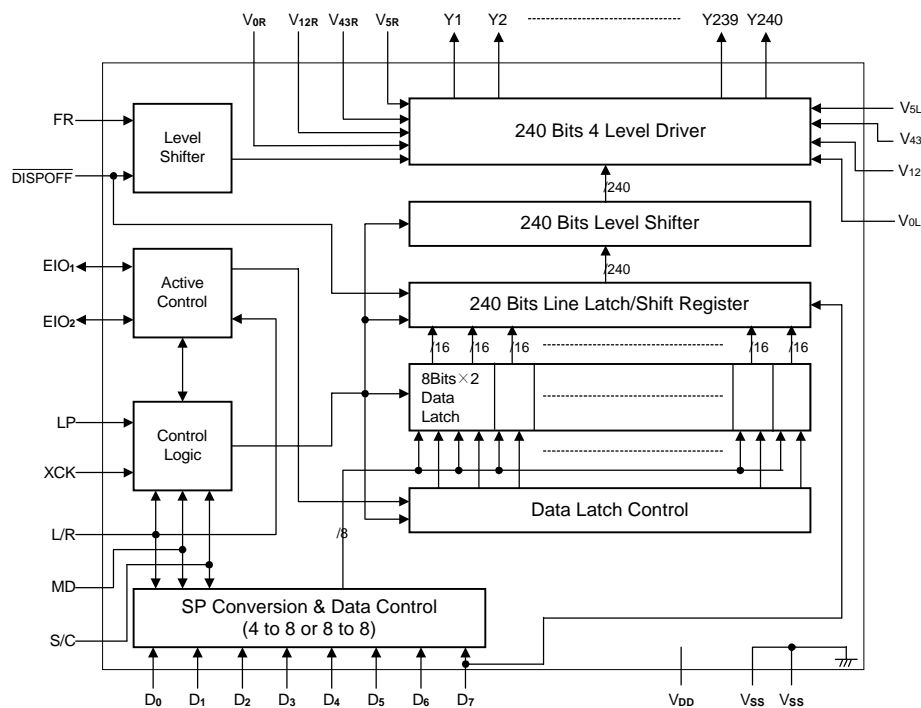 V0R V12R V43R V5R Y1 Y2 Y239 Y240
FR
Level
Shifter
240 Bits 4 Level Driver
V5L
V43
V12
V0L
DISPOFF
/240
240 Bits Level Shifter
/240
EIO1
EIO2
Active
Control
240 Bits Line Latch/Shift Register
/16 /16 /16 /16 /16
8Bits×2
Data
Latch
LP
XCK
Control
Logic
Data Latch Control
L/R
/8
MD
S/C
SP Conversion & Data Control
(4 to 8 or 8 to 8)
D0 D1 D2 D3 D4 D5 D6 D7 VDD VSS VSS